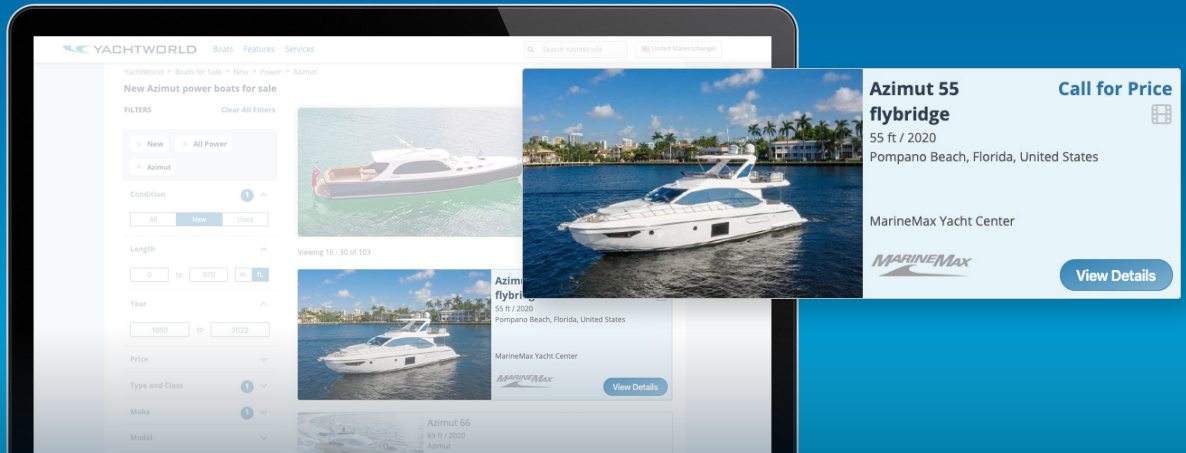 YACHTWORLD Boats Features Services Search YachtWorld United States (change)
YachtWorld > Boats for Sale > New > Power > Azimut
New Azimut power boats for sale
FILTERS Clear All Filters
× New × All Power
× Azimut
Condition 1
All New Used
Length
0 to 970 m. ft.
Year
1950 to 2023
Price
Type and Class 1
Make 1
Model
Viewing 16 - 30 of 103
Azimu
flybri
55 ft / 2020
Pompano Beach, Florida, United States
MarineMax Yacht Center
MARINEMAX
View Details
Azimut 66
69 ft / 2020
Azimut
Azimut 55 Call for Price
flybridge
55 ft / 2020
Pompano Beach, Florida, United States
MarineMax Yacht Center
MARINEMAX
View Details